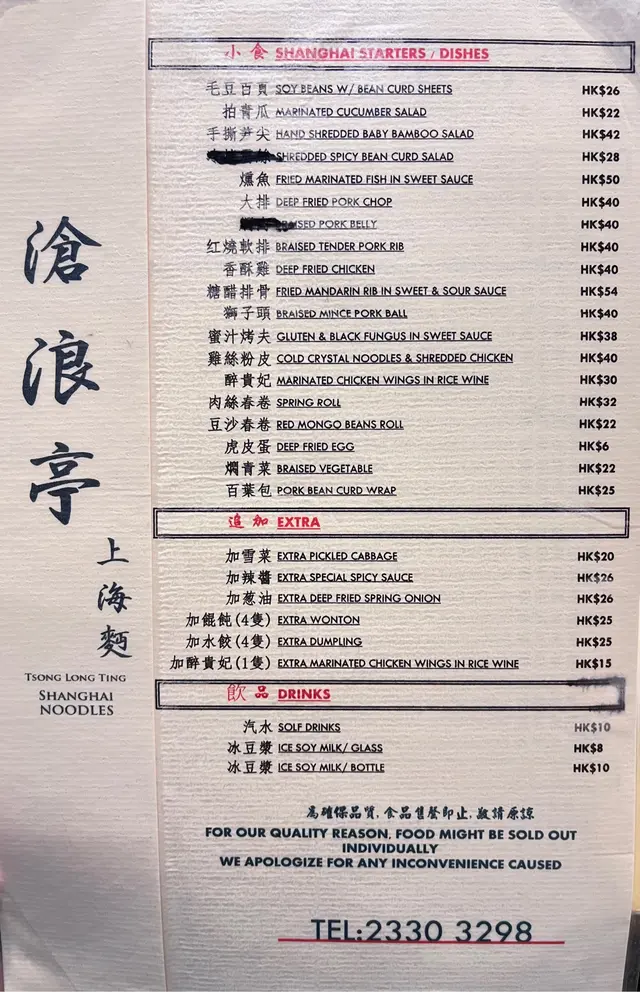 滄浪亭
上海麵
TSONG LONG TING
SHANGHAI
NOODLES
小食 SHANGHAI STARTERS / DISHES
毛豆百頁 SOY BEANS W/ BEAN CURD SHEETS HK$26
拍青瓜 MARINATED CUCUMBER SALAD HK$22
手撕笋尖 HAND SHREDDED BABY BAMBOO SALAD HK$42
SHREDDED SPICY BEAN CURD SALAD HK$28
燻魚 FRIED MARINATED FISH IN SWEET SAUCE HK$50
大排 DEEP FRIED PORK CHOP HK$40
PORK BELLY HK$40
红燒軟排 BRAISED TENDER PORK RIB HK$40
香酥雞 DEEP FRIED CHICKEN HK$40
糖醋排骨 FRIED MANDARIN RIB IN SWEET & SOUR SAUCE HK$54
獅子頭 BRAISED MINCE PORK BALL HK$40
蜜汁烤夫 GLUTEN & BLACK FUNGUS IN SWEET SAUCE HK$38
雞絲粉皮 COLD CRYSTAL NOODLES & SHREDDED CHICKEN HK$40
醉貴妃 MARINATED CHICKEN WINGS IN RICE WINE HK$30
肉絲春卷 SPRING ROLL HK$32
豆沙春卷 RED MONGO BEANS ROLL HK$22
虎皮蛋 DEEP FRIED EGG HK$6
燜青菜 BRAISED VEGETABLE HK$22
百葉包 PORK BEAN CURD WRAP HK$25
追加 EXTRA
加雪菜 EXTRA PICKLED CABBAGE HK$20
加辣醬 EXTRA SPECIAL SPICY SAUCE HK$26
加葱油 EXTRA DEEP FRIED SPRING ONION HK$26
加餛飩(4隻) EXTRA WONTON HK$25
加水餃(4隻) EXTRA DUMPLING HK$25
加醉貴妃(1隻) EXTRA MARINATED CHICKEN WINGS IN RICE WINE HK$15
飲品 DRINKS
汽水 SOLF DRINKS HK$10
冰豆漿 ICE SOY MILK/ GLASS HK$8
冰豆漿 ICE SOY MILK/ BOTTLE HK$10
為確保品質, 食品售罄即止, 敬請原諒
FOR OUR QUALITY REASON, FOOD MIGHT BE SOLD OUT
INDIVIDUALLY
WE APOLOGIZE FOR ANY INCONVENIENCE CAUSED
TEL:2330 3298